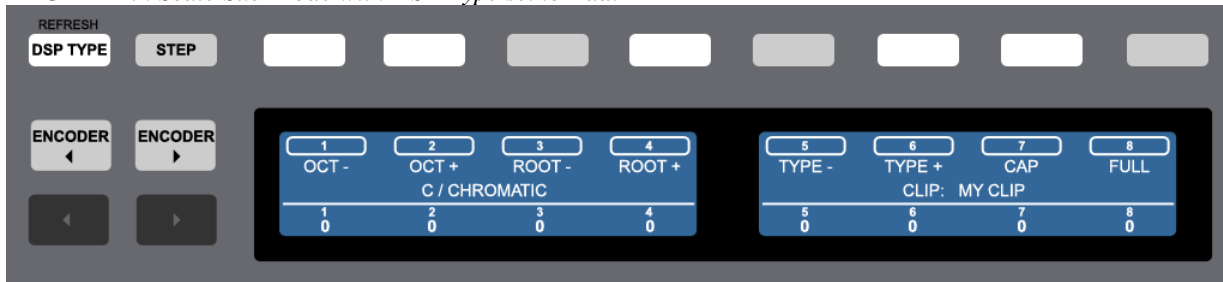 REFRESH
DSP TYPE STEP
ENCODER ENCODER
1 2 3 4 5 6 7 8
OCT - OCT + ROOT - ROOT + TYPE - TYPE + CAP FULL
C / CHROMATIC CLIP: MY CLIP
1 2 3 4 5 6 7 8
0 0 0 0 0 0 0 0